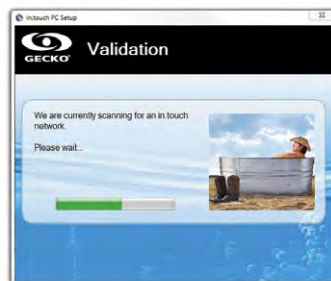 in.touch PC Setup
GECKO
Validation
We are currently scanning for an in touch
network.
Please wait...